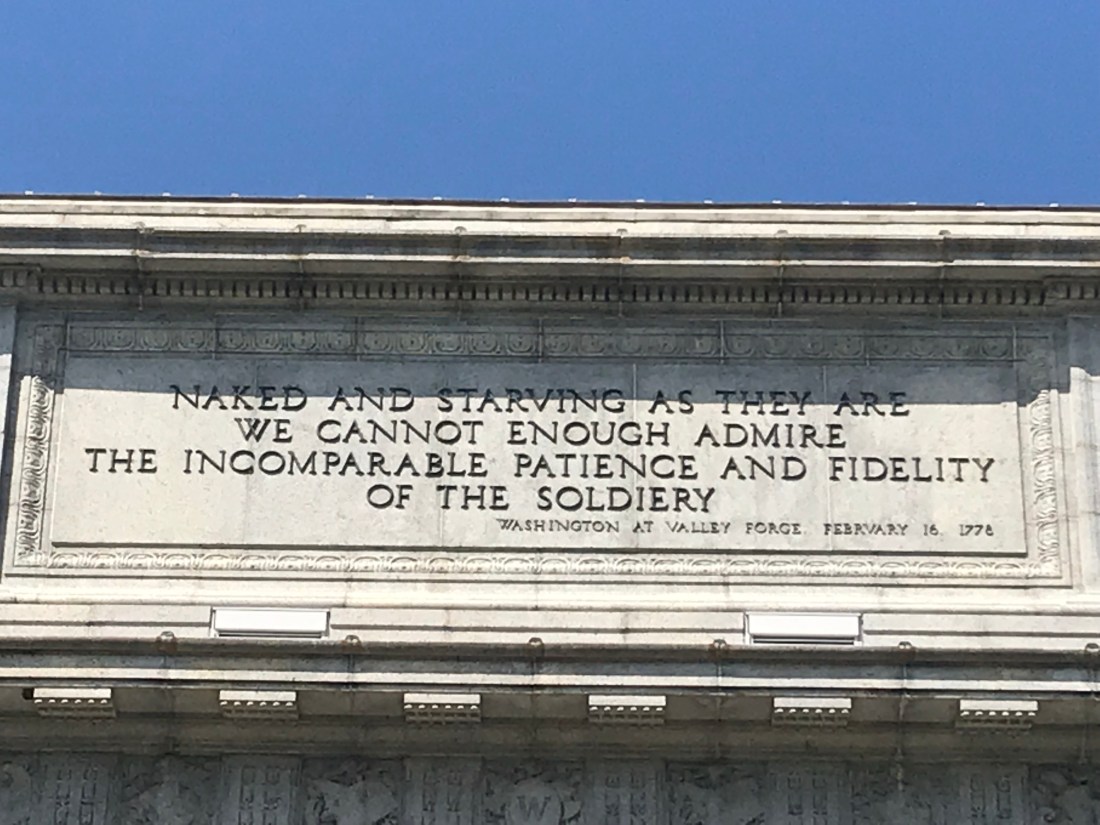 NAKED AND STARVING AS THEY ARE
WE CANNOT ENOUGH ADMIRE
THE INCOMPARABLE PATIENCE AND FIDELITY
OF THE SOLDIERY
WASHINGTON AT VALLEY FORGE. FEBRVARY 16. 1778
W